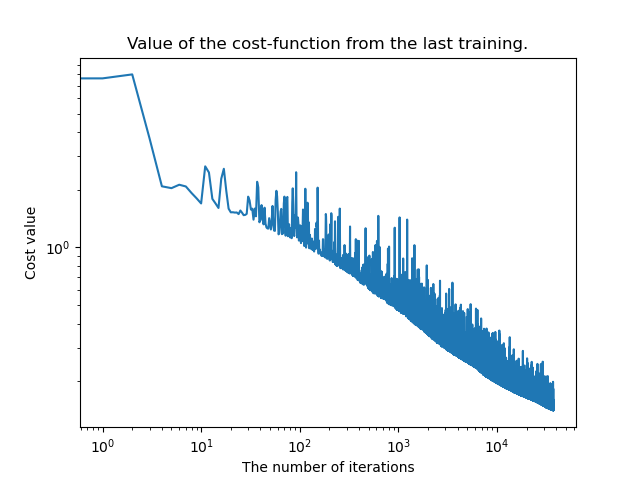 Value of the cost-function from the last training.
Cost value
10⁰
10⁰ 10¹ 10² 10³ 10⁴
The number of iterations